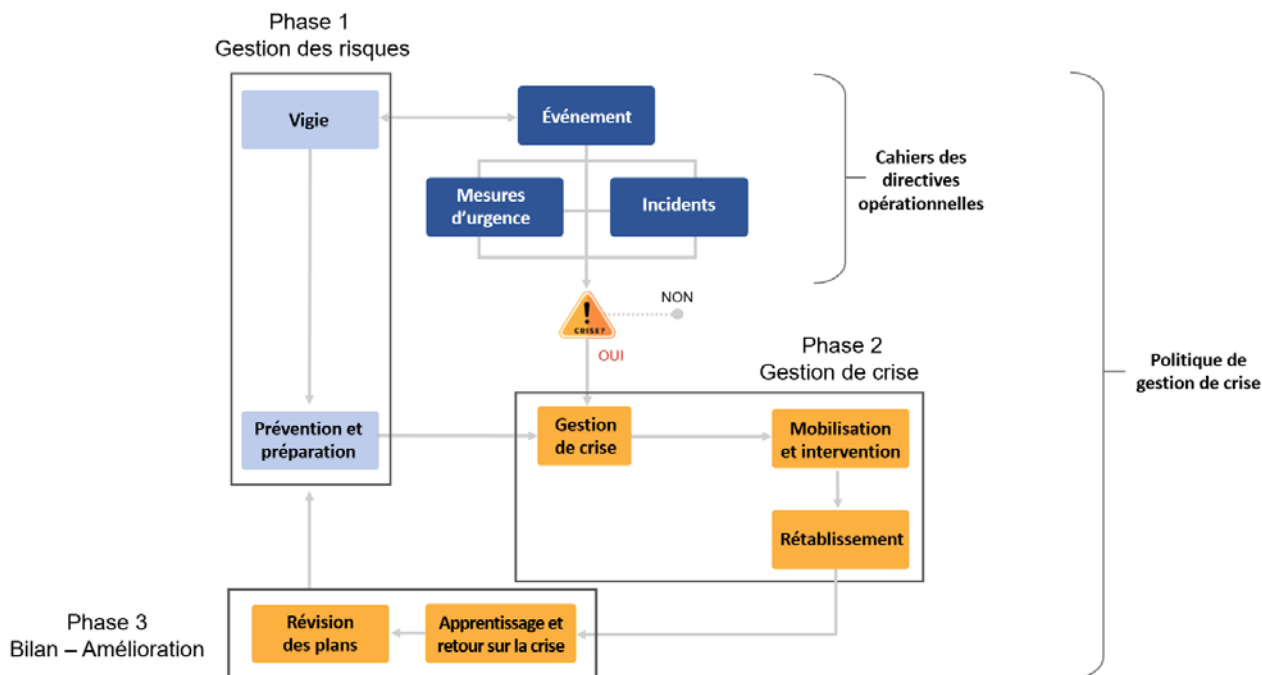 Phase 1
Gestion des risques
Vigie
Événement
Mesures
d’urgence
Incidents
Cahiers des
directives
opérationnelles
CRISE?
NON
OUI
Phase 2
Gestion de crise
Politique de
gestion de crise
Prévention et
préparation
Gestion
de crise
Mobilisation
et intervention
Rétablissement
Phase 3
Bilan – Amélioration
Révision
des plans
Apprentissage et
retour sur la crise